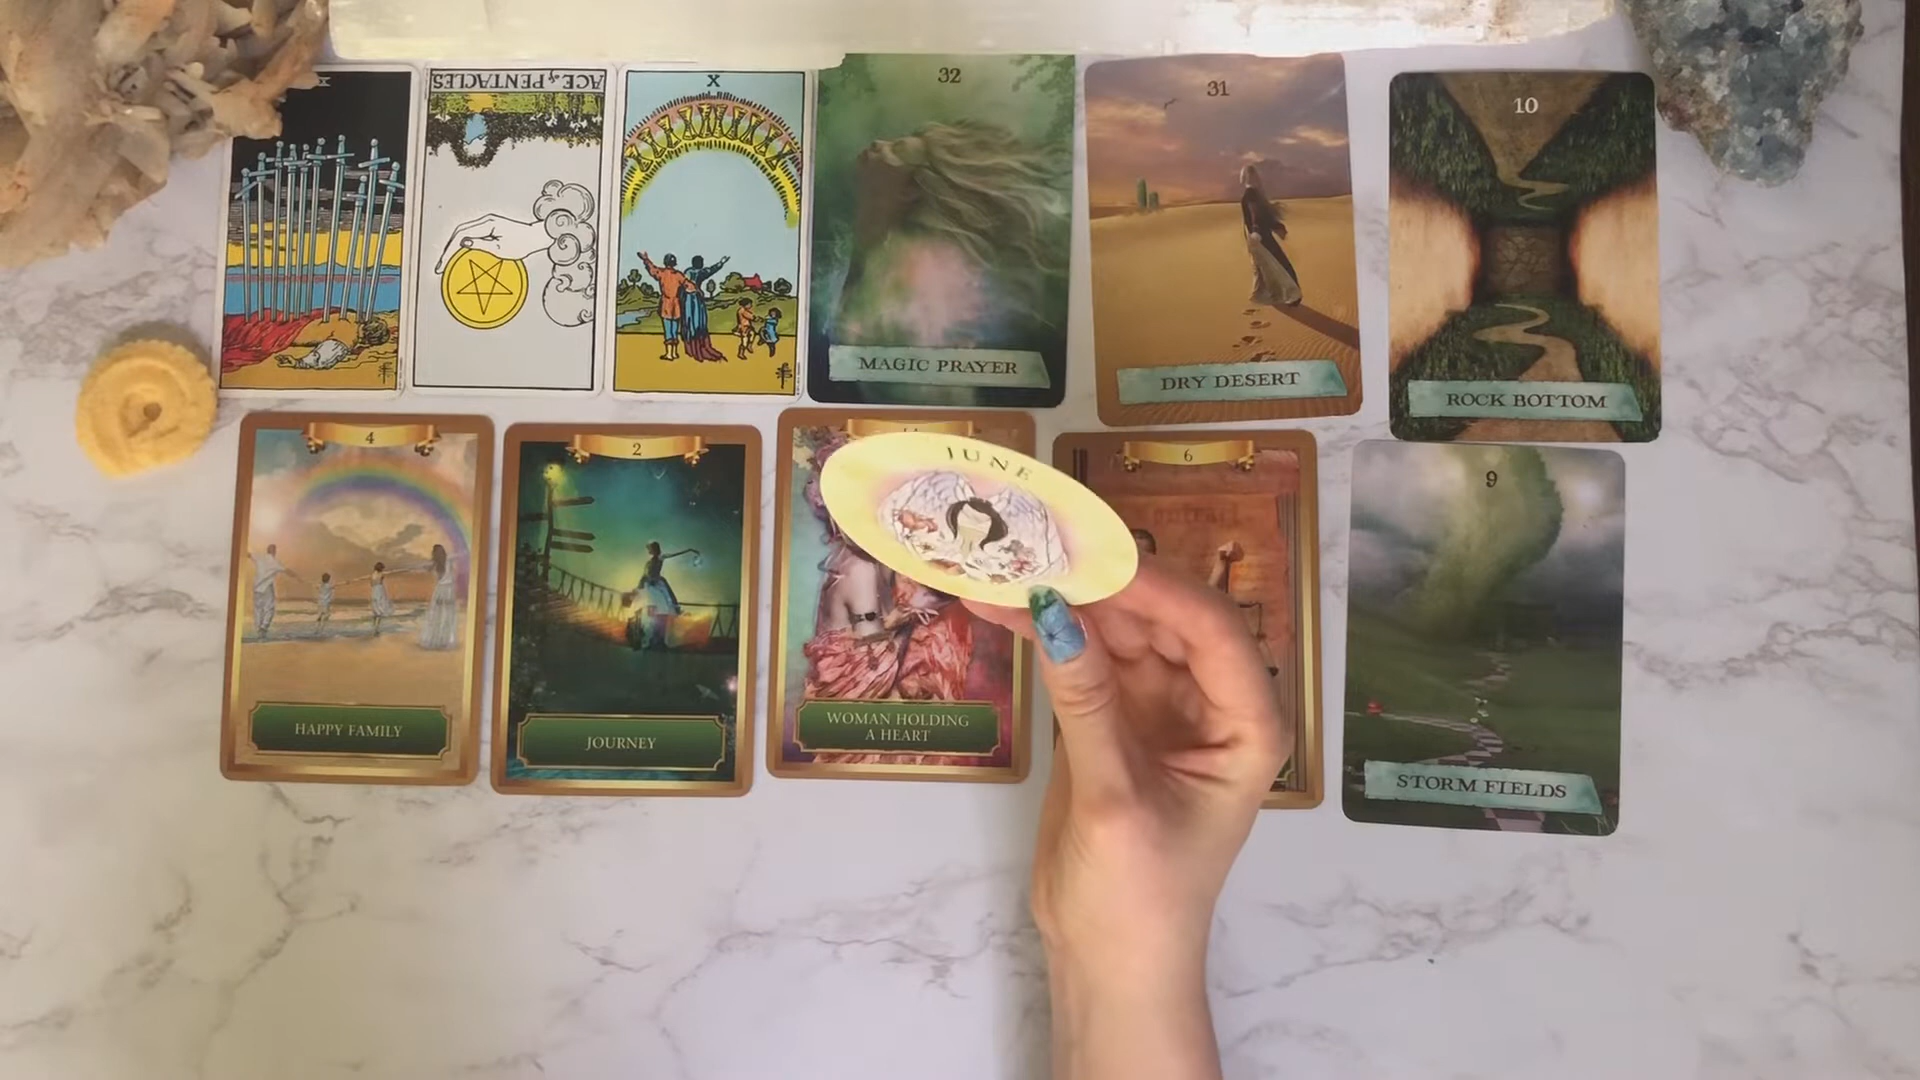 X
ACE of PENTACLES
X
32
MAGIC PRAYER
31
DRY DESERT
10
ROCK BOTTOM
4
HAPPY FAMILY
2
JOURNEY
WOMAN HOLDING
A HEART
JUNE
6
9
STORM FIELDS